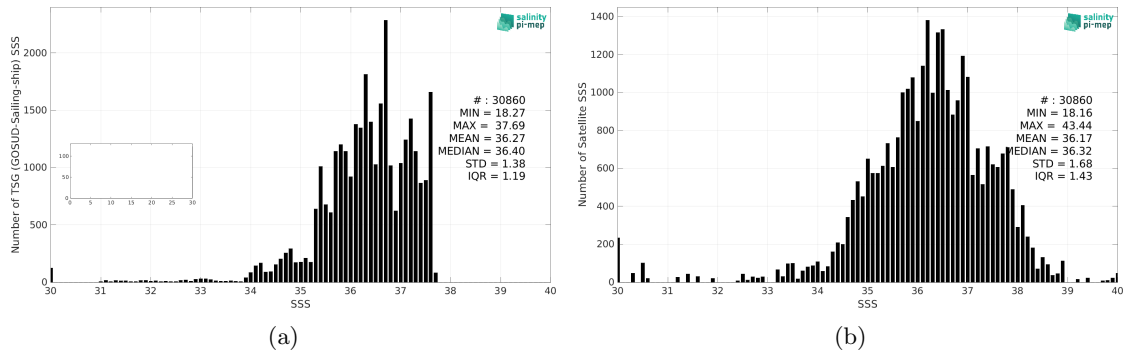 salinity
pi-mep
Number of TSG (GOSUD-Sailing-ship) SSS
2000
1500
1000
500
0
# : 30860
MIN = 18.27
MAX = 37.69
MEAN = 36.27
MEDIAN = 36.40
STD = 1.38
IQR = 1.19
100
50
0
0 5 10 15 20 25 30
30 31 32 33 34 35 36 37 38 39 40
SSS
(a)
salinity
pi-mep
Number of Satellite SSS
1400
1200
1000
800
600
400
200
0
# : 30860
MIN = 18.16
MAX = 43.44
MEAN = 36.17
MEDIAN = 36.32
STD = 1.68
IQR = 1.43
30 31 32 33 34 35 36 37 38 39 40
SSS
(b)